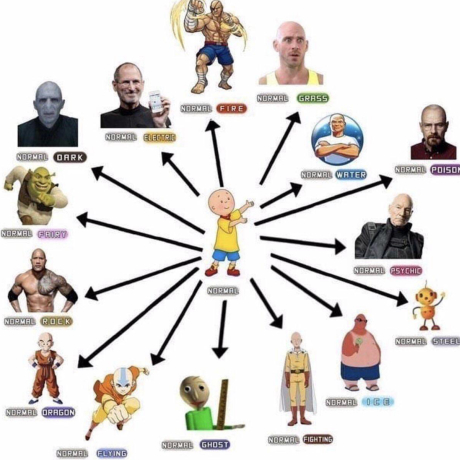 NORMAL FIRE
NORMAL GRASS
NORMAL ELECTRIC
NORMAL DARK
NORMAL WATER
NORMAL POISON
NORMAL FAIRY
NORMAL PSYCHIC
NORMAL
NORMAL ROCK
NORMAL STEEL
NORMAL ICE
NORMAL DRAGON
NORMAL FLYING
NORMAL GHOST
NORMAL FIGHTING